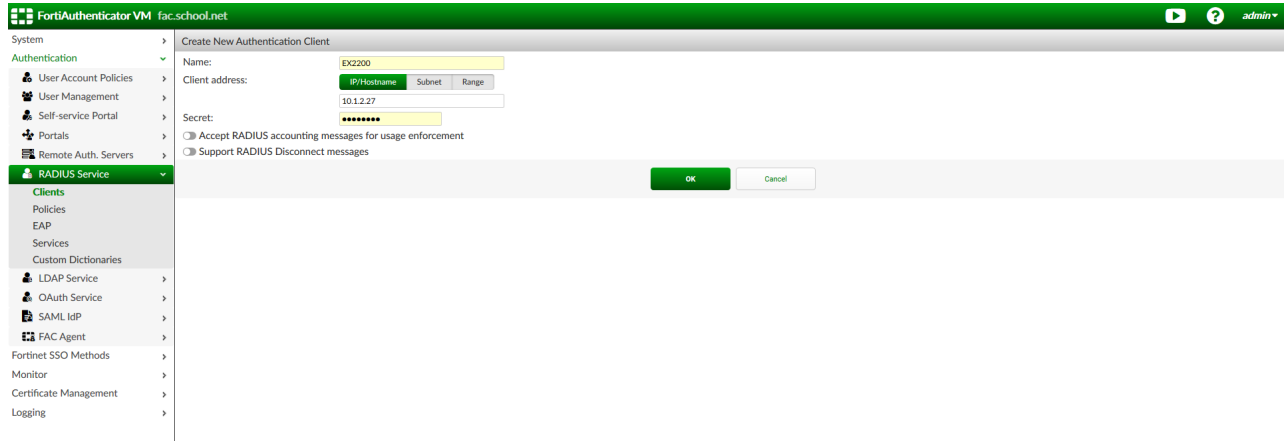 FortiAuthenticator VM fac.school.net
admin
System
Authentication
User Account Policies
User Management
Self-service Portal
Portals
Remote Auth. Servers
RADIUS Service
Clients
Policies
EAP
Services
Custom Dictionaries
LDAP Service
OAuth Service
SAML IdP
FAC Agent
Fortinet SSO Methods
Monitor
Certificate Management
Logging
Create New Authentication Client
Name: EX2200
Client address: IP/Hostname Subnet Range
10.1.2.27
Secret: ••••••••
Accept RADIUS accounting messages for usage enforcement
Support RADIUS Disconnect messages
OK Cancel